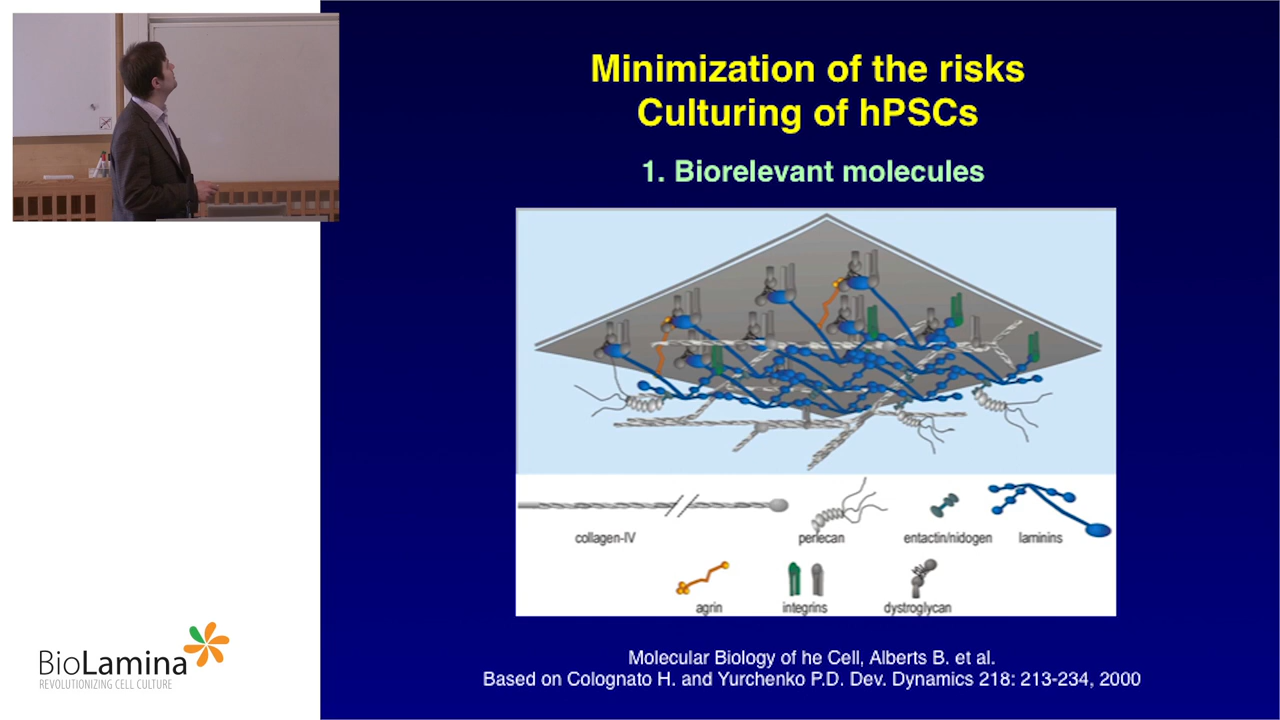 Minimization of the risks
Culturing of hPSCs
1. Biorelevant molecules
collagen-IV
perlecan
entactin/nidogen
laminins
agrin
integrins
dystroglycan
Molecular Biology of he Cell, Alberts B. et al.
Based on Colognato H. and Yurchenko P.D. Dev. Dynamics 218: 213-234, 2000
BioLamina
REVOLUTIONIZING CELL CULTURE